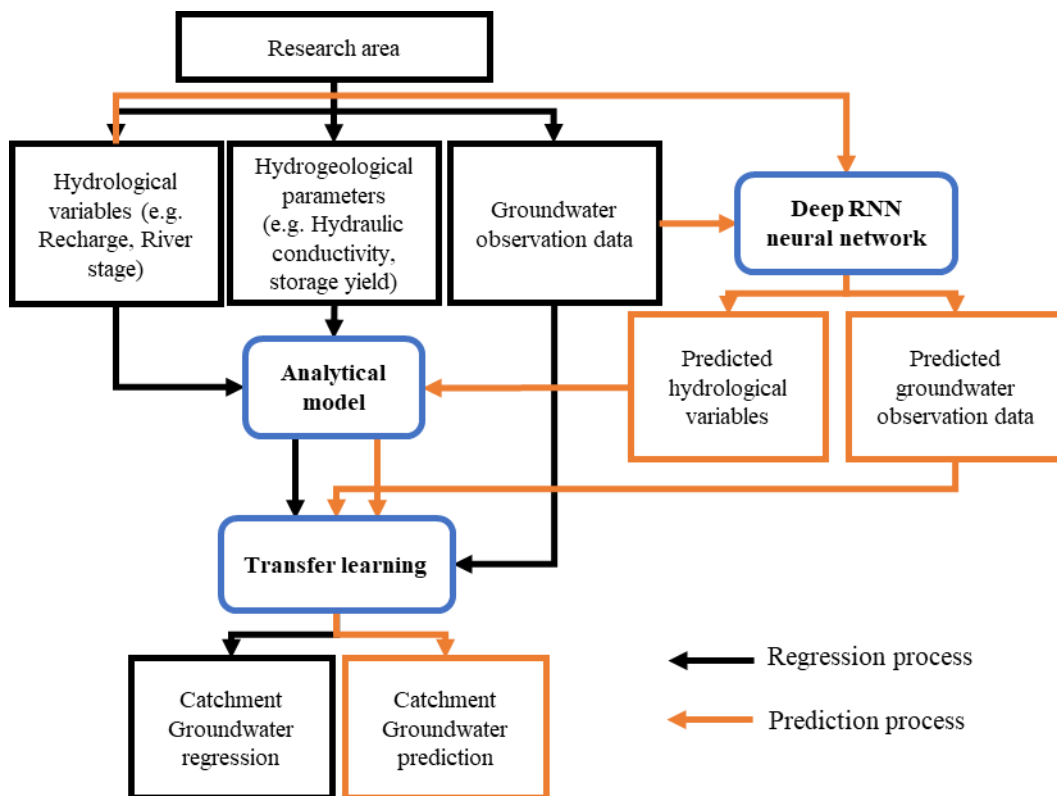 Research area
Hydrological
variables (e.g.
Recharge, River
stage)
Hydrogeological
parameters
(e.g. Hydraulic
conductivity,
storage yield)
Groundwater
observation data
Deep RNN
neural network
Analytical
model
Predicted
hydrological
variables
Predicted
groundwater
observation data
Transfer learning
Catchment
Groundwater
regression
Catchment
Groundwater
prediction
Regression process
Prediction process